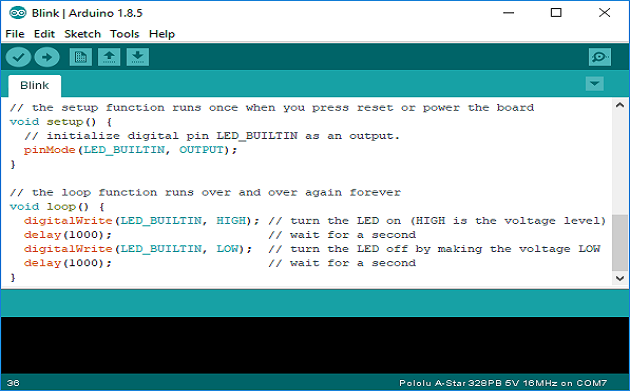 Blink | Arduino 1.8.5
File Edit Sketch Tools Help
Blink
// the setup function runs once when you press reset or power the board
void setup() {
  // initialize digital pin LED_BUILTIN as an output.
  pinMode(LED_BUILTIN, OUTPUT);
}

// the loop function runs over and over again forever
void loop() {
  digitalWrite(LED_BUILTIN, HIGH); // turn the LED on (HIGH is the voltage level)
  delay(1000);                     // wait for a second
  digitalWrite(LED_BUILTIN, LOW);  // turn the LED off by making the voltage LOW
  delay(1000);                     // wait for a second
}
36 Pololu A-Star 328PB 5V 16MHz on COM7